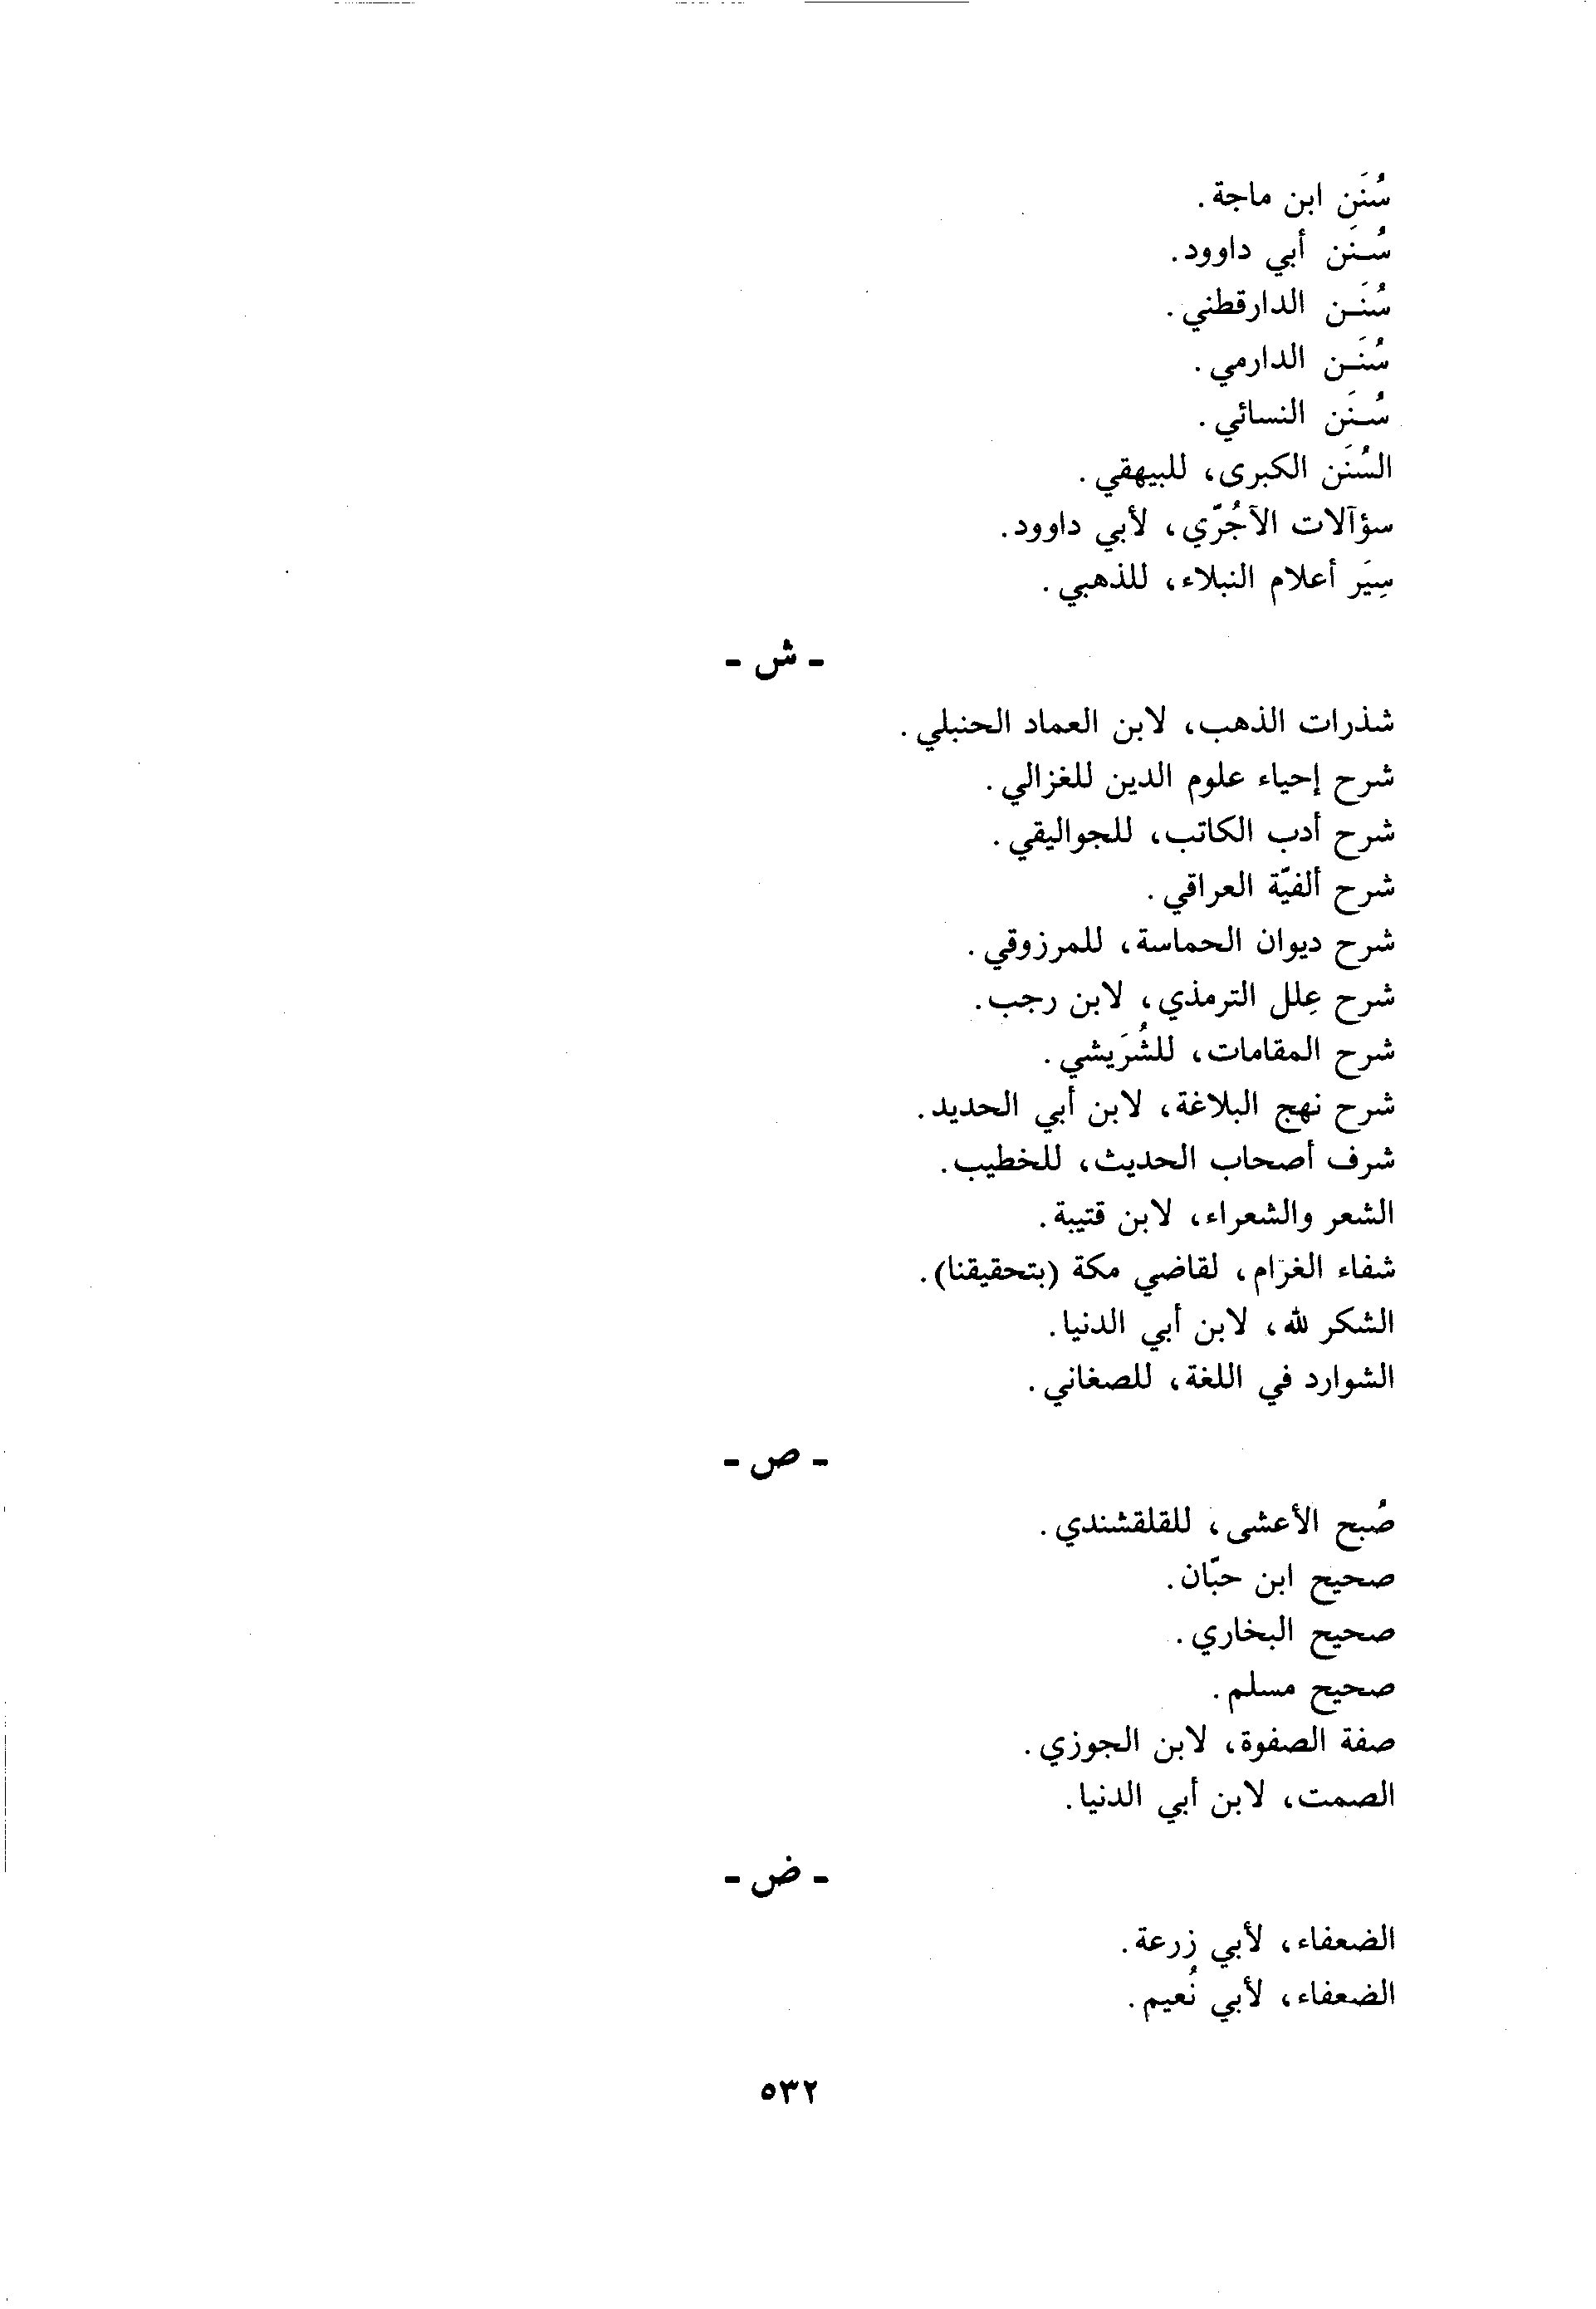 سُنَن ابن ماجة.
سُنَن أبي داوود.
سُنَن الدارقطني.
سُنَن الدارمي.
سُنَن النسائي.
السُنَن الكبرى، للبيهقي.
سؤآلات الآجُرّي، لأبي داوود.
سِيَر أعلام النبلاء، للذهبي.
- ش -
شذرات الذهب، لابن العماد الحنبلي.
شرح إحياء علوم الدين للغزالي.
شرح أدب الكاتب، للجواليقي.
شرح ألفيّة العراقي.
شرح ديوان الحماسة، للمرزوقي.
شرح عِلل الترمذي، لابن رجب.
شرح المقامات، للشُرَيشي.
شرح نهج البلاغة، لابن أبي الحديد.
شرف أصحاب الحديث، للخطيب.
الشعر والشعراء، لابن قتيبة.
شفاء الغرام، لقاضي مكة (بتحقيقنا).
الشكر لله، لابن أبي الدنيا.
الشوارد في اللغة، للصغاني.
- ص -
صُبح الأعشى، للقلقشندي.
صحيح ابن حبّان.
صحيح البخاري.
صحيح مسلم.
صفة الصفوة، لابن الجوزي.
الصمت، لابن أبي الدنيا.
- ض -
الضعفاء، لأبي زرعة.
الضعفاء، لأبي نُعيم.
٥٣٢